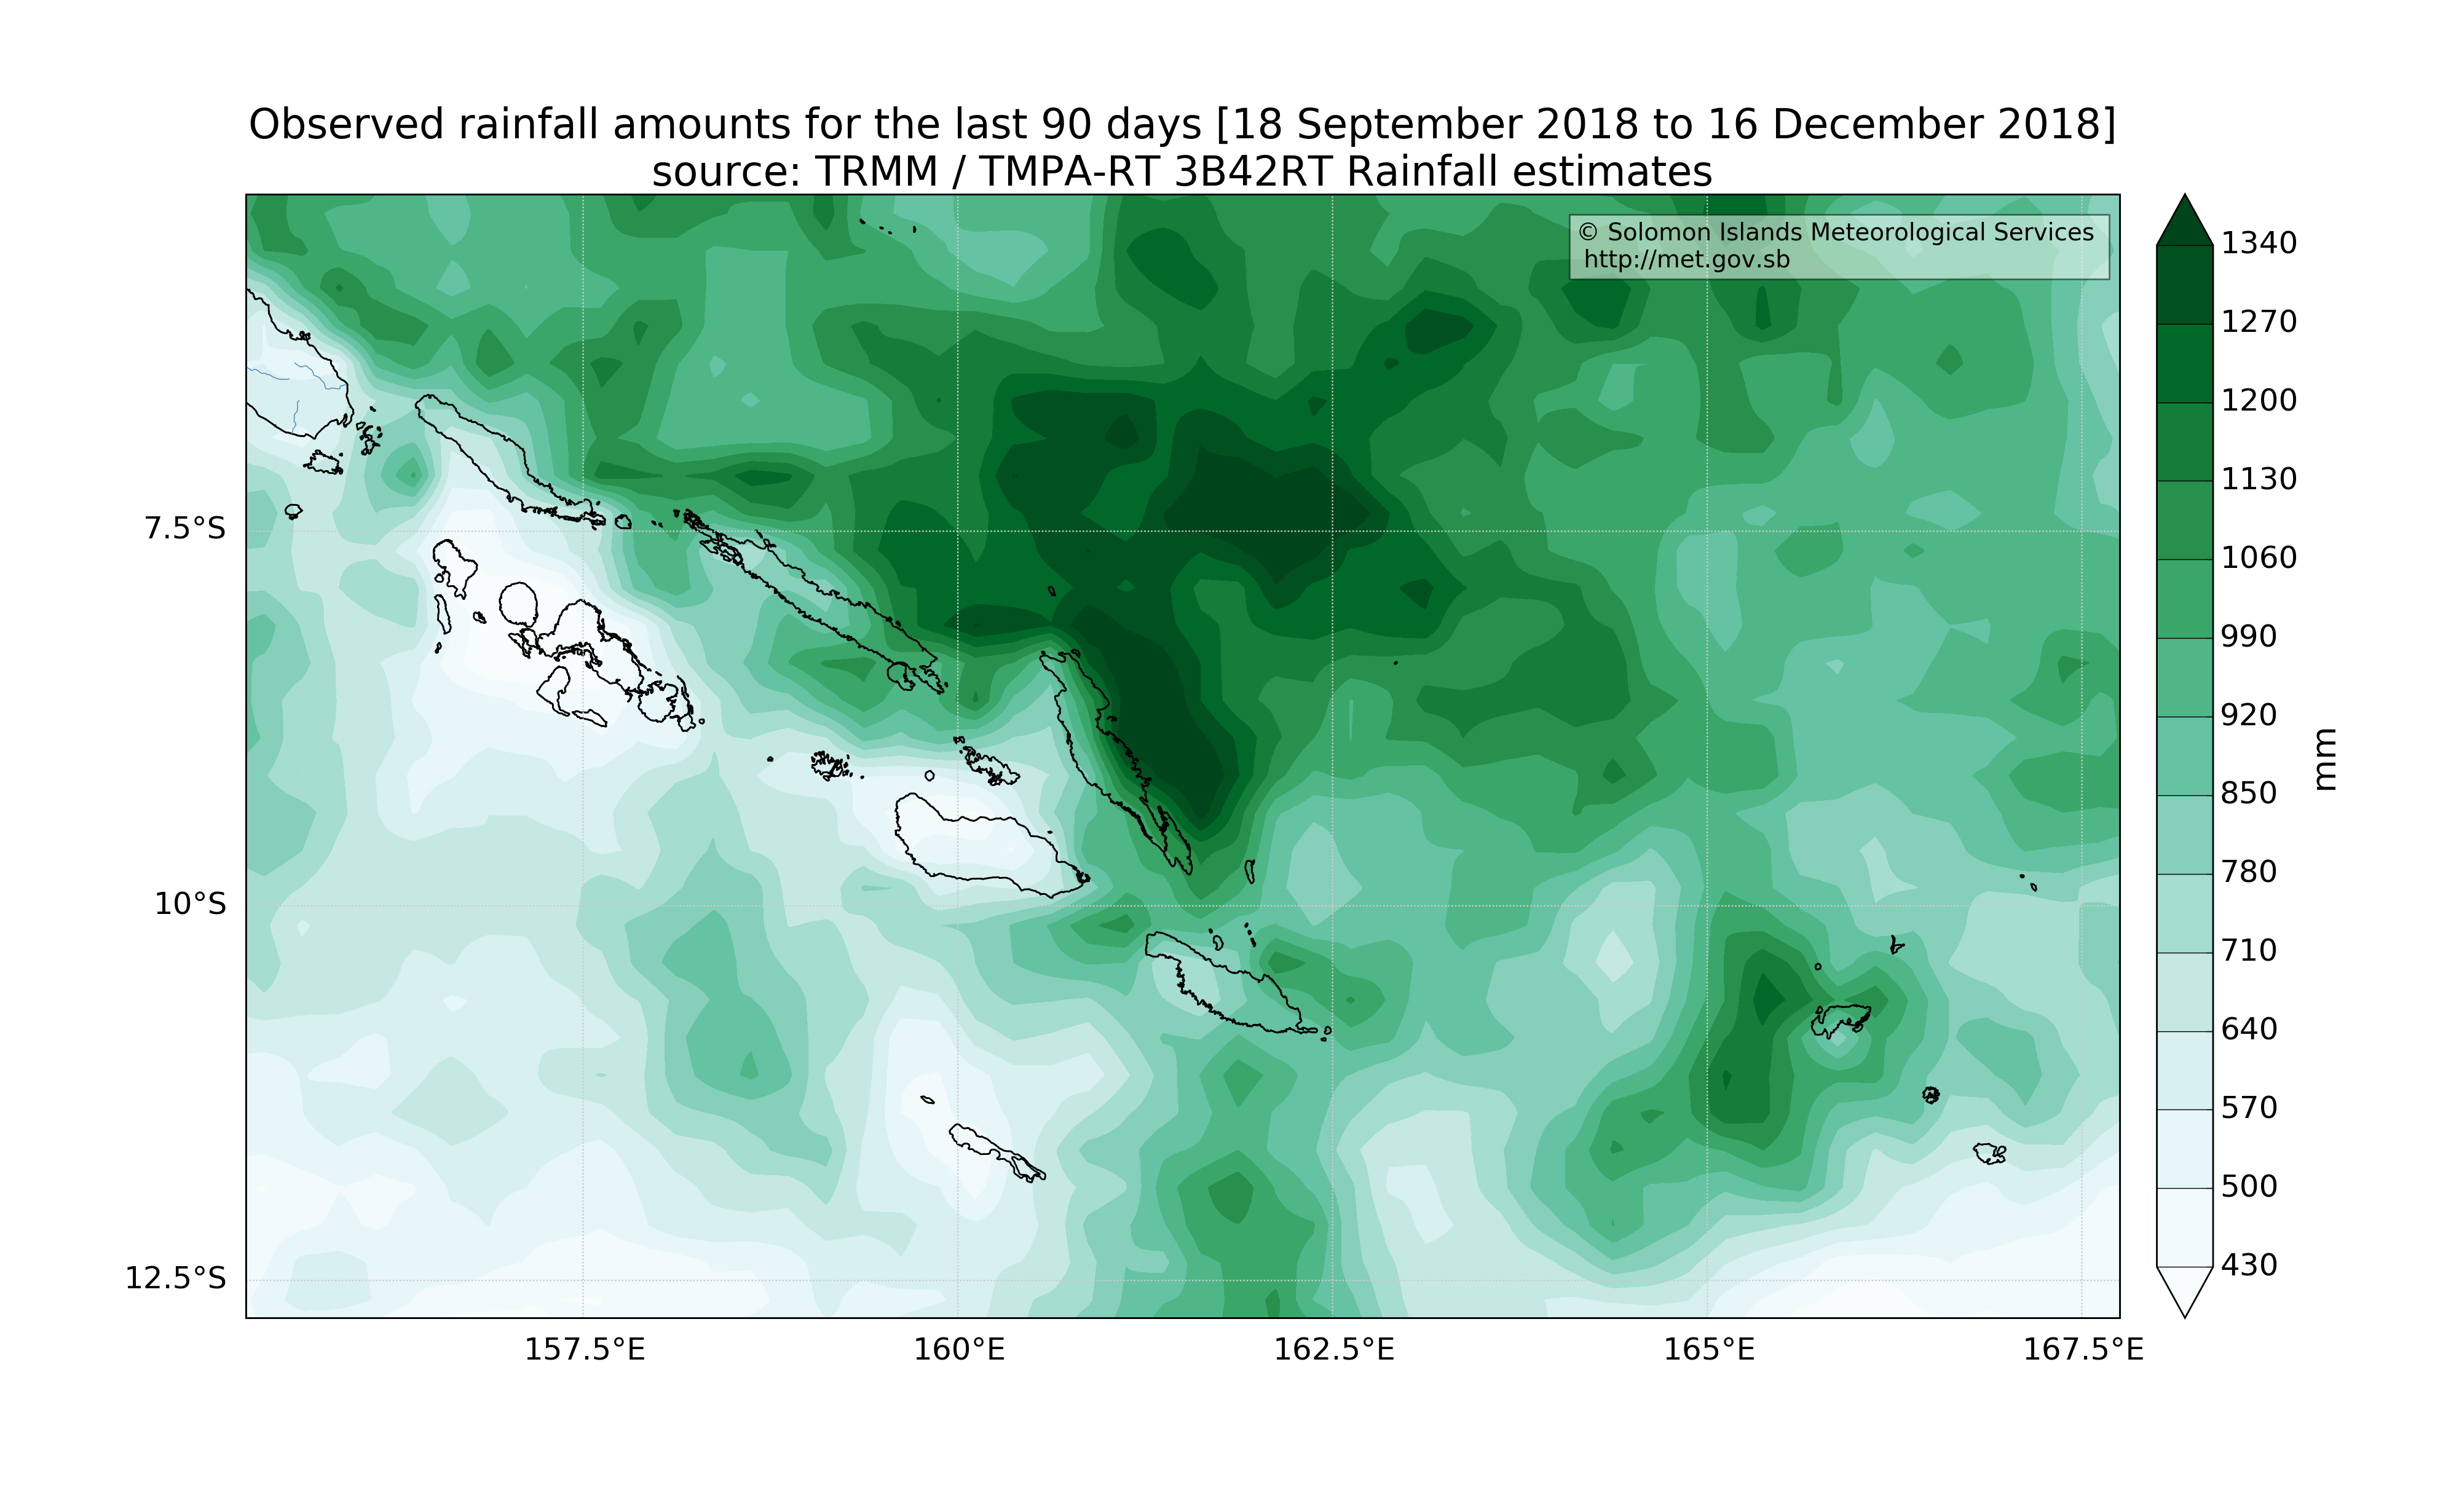 Observed rainfall amounts for the last 90 days [18 September 2018 to 16 December 2018]
source: TRMM / TMPA-RT 3B42RT Rainfall estimates
© Solomon Islands Meteorological Services
http://met.gov.sb
7.5°S
10°S
12.5°S
157.5°E
160°E
162.5°E
165°E
167.5°E
1340
1270
1200
1130
1060
990
920
850
780
710
640
570
500
430
mm